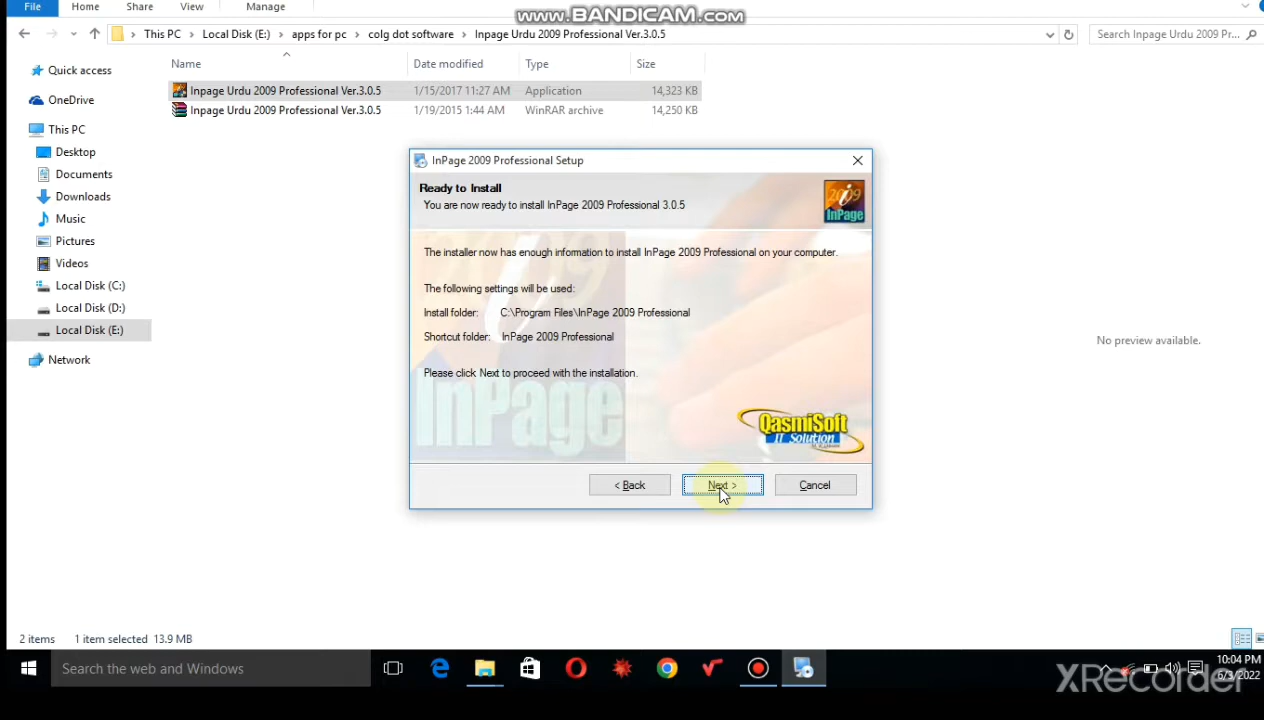 File Home Share View Manage
www.BANDICAM.com
This PC > Local Disk (E:) > apps for pc > colg dot software > Inpage Urdu 2009 Professional Ver.3.0.5
Search Inpage Urdu 2009 Pr...
Name Date modified Type Size
Quick access
Inpage Urdu 2009 Professional Ver.3.0.5 1/15/2017 11:27 AM Application 14,323 KB
OneDrive
Inpage Urdu 2009 Professional Ver.3.0.5 1/19/2015 1:44 AM WinRAR archive 14,250 KB
This PC
Desktop
Documents
Downloads
Music
Pictures
Videos
Local Disk (C:)
Local Disk (D:)
Local Disk (E:)
Network
InPage 2009 Professional Setup
Ready to Install
You are now ready to install InPage 2009 Professional 3.0.5
2009
InPage
The installer now has enough information to install InPage 2009 Professional on your computer.
The following settings will be used:
Install folder: C:\Program Files\InPage 2009 Professional
Shortcut folder: InPage 2009 Professional
Please click Next to proceed with the installation.
InPage
QasmiSoft
IT Solution
< Back Next > Cancel
No preview available.
2 items 1 item selected 13.9 MB
Search the web and Windows
10:04 PM
6/3/2022
XRecorder